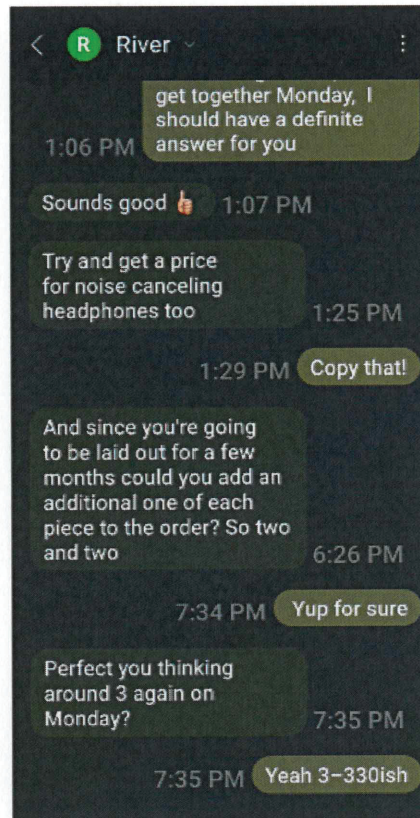 R River
get together Monday, I
should have a definite
answer for you
1:06 PM
Sounds good 👍 1:07 PM
Try and get a price
for noise canceling
headphones too
1:25 PM
1:29 PM Copy that!
And since you're going
to be laid out for a few
months could you add an
additional one of each
piece to the order? So two
and two
6:26 PM
7:34 PM Yup for sure
Perfect you thinking
around 3 again on
Monday?
7:35 PM
7:35 PM Yeah 3-330ish